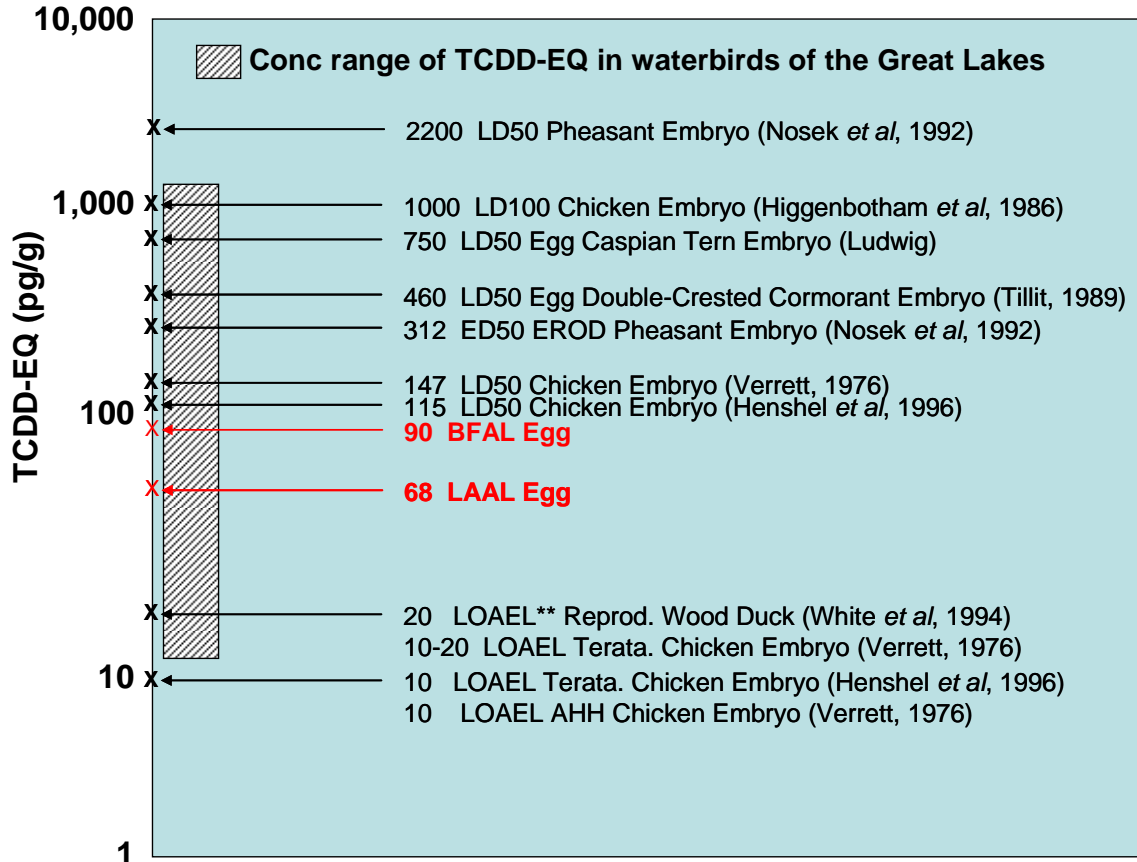 10,000
Conc range of TCDD-EQ in waterbirds of the Great Lakes
X
2200 LD50 Pheasant Embryo (Nosek et al, 1992)
1,000
X
1000 LD100 Chicken Embryo (Higgenbotham et al, 1986)
X
750 LD50 Egg Caspian Tern Embryo (Ludwig)
X
460 LD50 Egg Double-Crested Cormorant Embryo (Tillit, 1989)
X
312 ED50 EROD Pheasant Embryo (Nosek et al, 1992)
X
147 LD50 Chicken Embryo (Verrett, 1976)
100
X
115 LD50 Chicken Embryo (Henshel et al, 1996)
X
90 BFAL Egg
X
68 LAAL Egg
X
20 LOAEL** Reprod. Wood Duck (White et al, 1994)
10-20 LOAEL Terata. Chicken Embryo (Verrett, 1976)
10
X
10 LOAEL Terata. Chicken Embryo (Henshel et al, 1996)
10 LOAEL AHH Chicken Embryo (Verrett, 1976)
1
TCDD-EQ (pg/g)